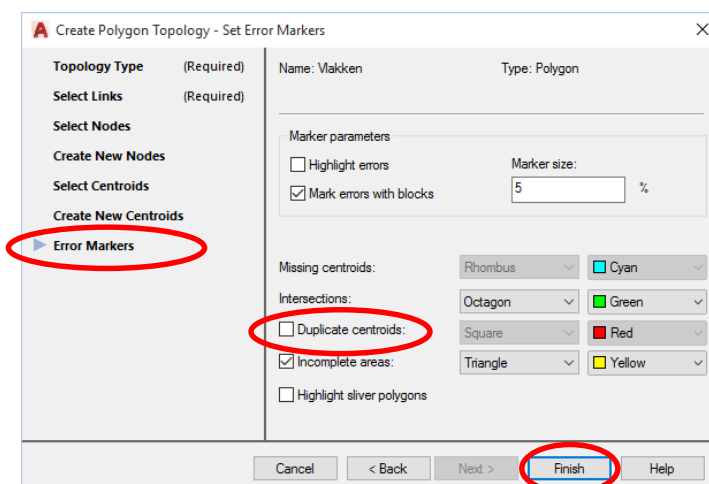 Create Polygon Topology - Set Error Markers
Topology Type (Required)
Select Links (Required)
Select Nodes
Create New Nodes
Select Centroids
Create New Centroids
Error Markers
Name: Vlakken Type: Polygon
Marker parameters
Highlight errors
Mark errors with blocks
Marker size:
5 %
Missing centroids: Rhombus Cyan
Intersections: Octagon Green
Duplicate centroids: Square Red
Incomplete areas: Triangle Yellow
Highlight sliver polygons
Cancel < Back Next > Finish Help